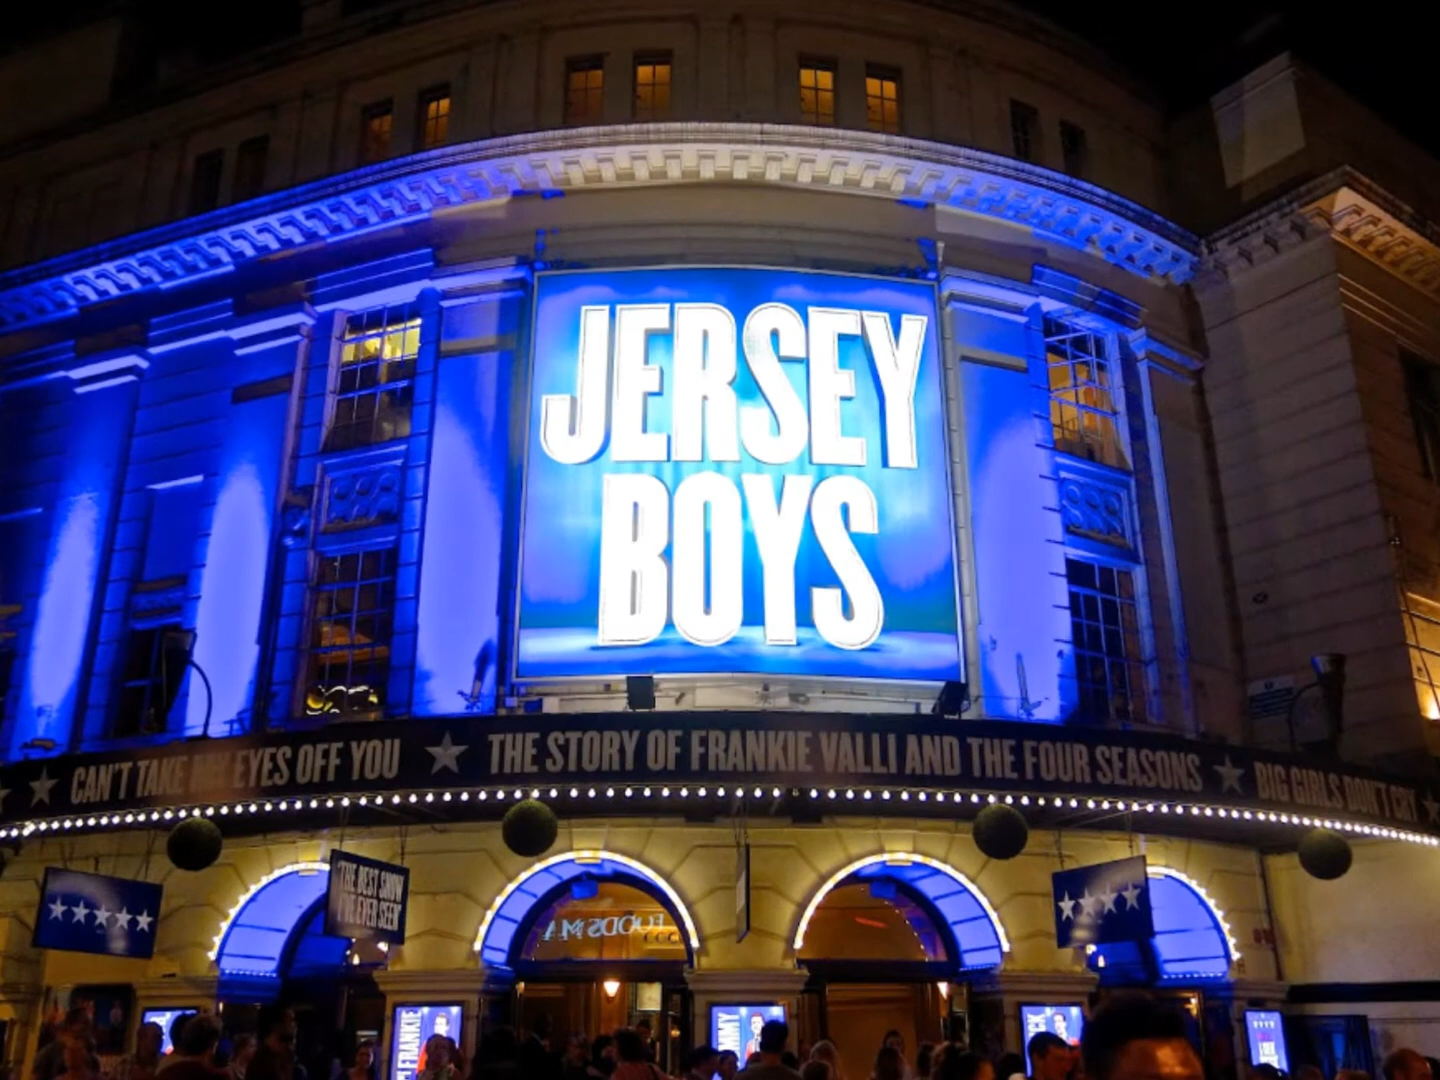 JERSEY
BOYS
CAN'T TAKE MY EYES OFF YOU ★ THE STORY OF FRANKIE VALLI AND THE FOUR SEASONS ★ BIG GIRLS DON'T CRY
'THE BEST SHOW
I'VE EVER SEEN'
FRANKIE